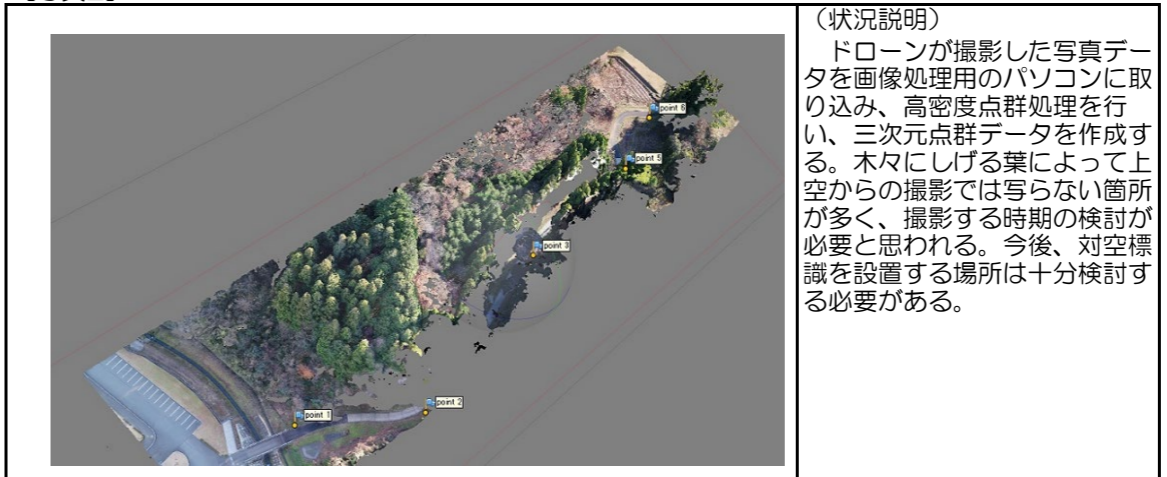 （状況説明）
　ドローンが撮影した写真デー
タを画像処理用のパソコンに取
り込み、高密度点群処理を行
い、三次元点群データを作成す
る。木々にしげる葉によって上
空からの撮影では写らない箇所
が多く、撮影する時期の検討が
必要と思われる。今後、対空標
識を設置する場所は十分検討す
る必要がある。
point 6
point 5
point 3
point 2
point 1